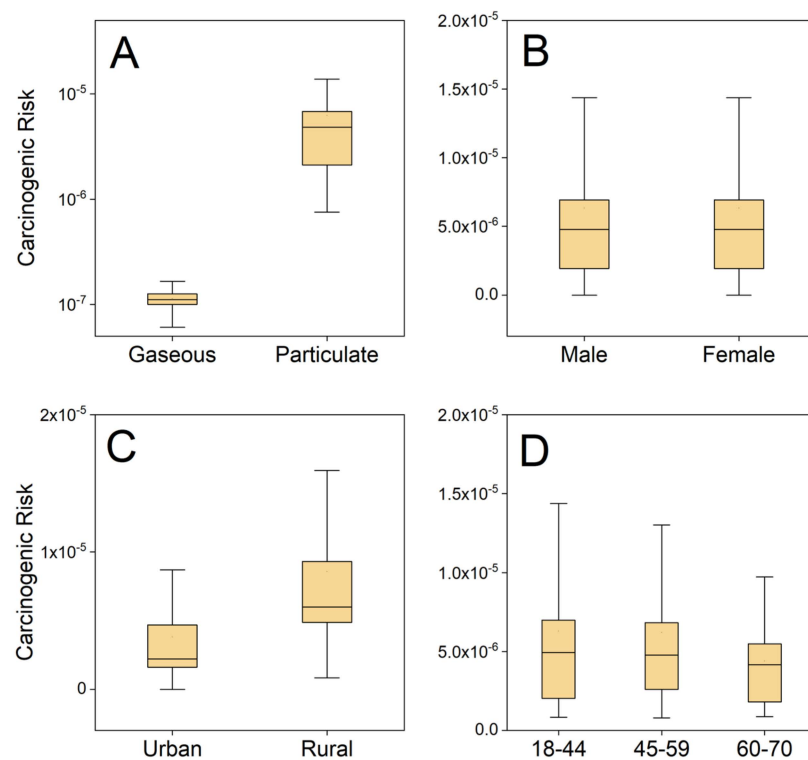 A
Carcinogenic Risk
10⁻⁵
10⁻⁶
10⁻⁷
Gaseous Particulate
B
2.0x10⁻⁵
1.5x10⁻⁵
1.0x10⁻⁵
5.0x10⁻⁶
0.0
Male Female
C
Carcinogenic Risk
2x10⁻⁵
1x10⁻⁵
0
Urban Rural
D
2.0x10⁻⁵
1.5x10⁻⁵
1.0x10⁻⁵
5.0x10⁻⁶
0.0
18-44 45-59 60-70